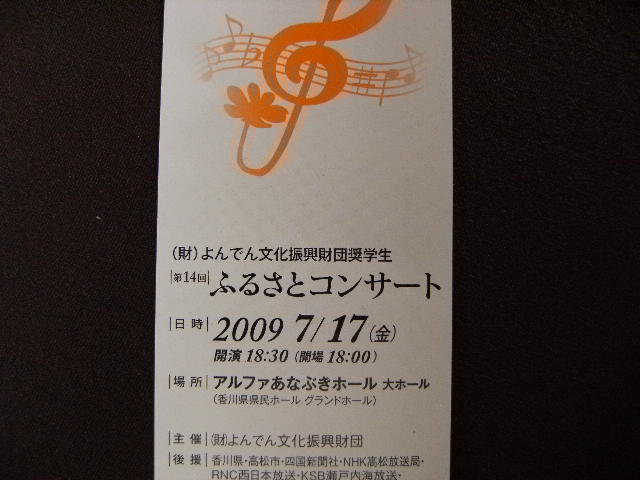 (財)よんでん文化振興財団奨学生
第14回 ふるさとコンサート
日時 2009 7/17(金)
開演 18:30 (開場 18:00)
場所 アルファあなぶきホール 大ホール
(香川県県民ホール グランドホール)
主催 (財)よんでん文化振興財団
後援 香川県・高松市・四国新聞社・NHK高松放送局・
RNC西日本放送・KSB瀬戸内海放送・